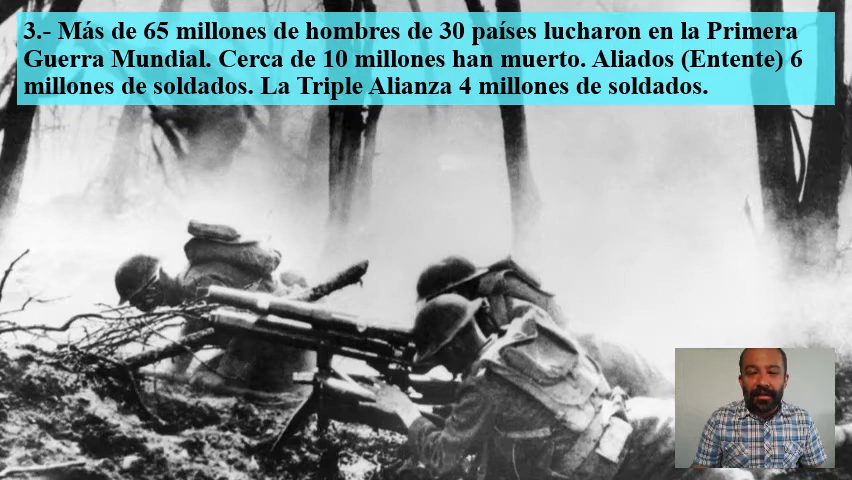 3.- Más de 65 millones de hombres de 30 países lucharon en la Primera
Guerra Mundial. Cerca de 10 millones han muerto. Aliados (Entente) 6
millones de soldados. La Triple Alianza 4 millones de soldados.